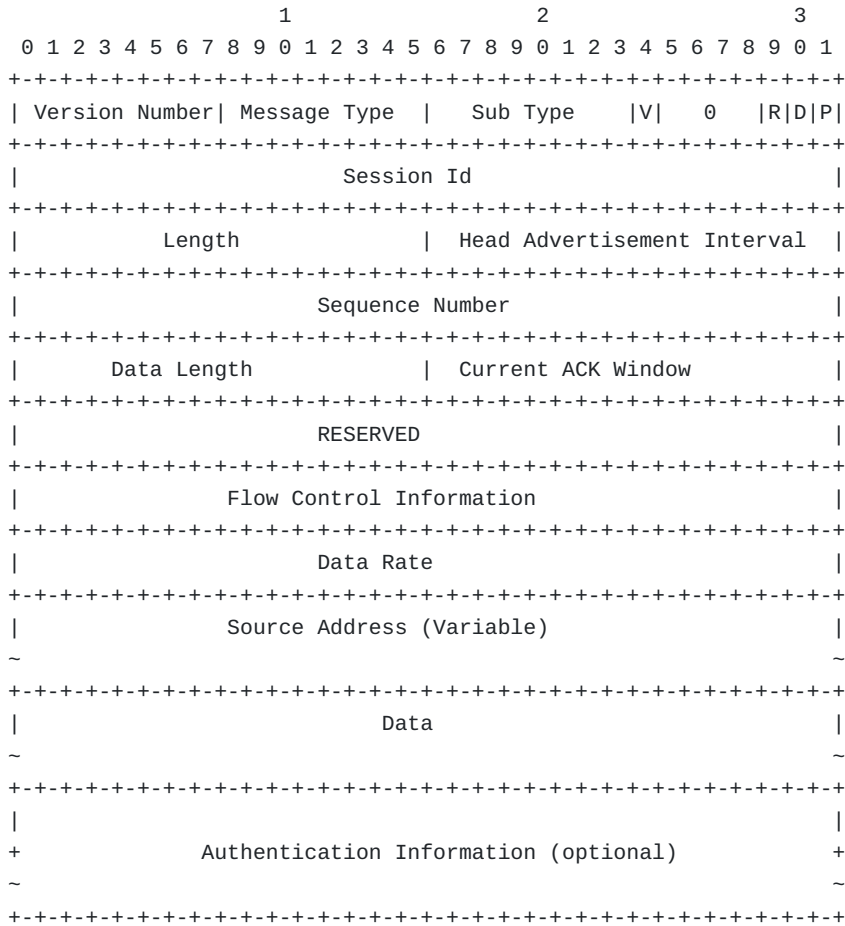 1                   2                   3
 0 1 2 3 4 5 6 7 8 9 0 1 2 3 4 5 6 7 8 9 0 1 2 3 4 5 6 7 8 9 0 1
+-+-+-+-+-+-+-+-+-+-+-+-+-+-+-+-+-+-+-+-+-+-+-+-+-+-+-+-+-+-+-+-+
| Version Number| Message Type  |   Sub Type    |V|   0   |R|D|P|
+-+-+-+-+-+-+-+-+-+-+-+-+-+-+-+-+-+-+-+-+-+-+-+-+-+-+-+-+-+-+-+-+
|                         Session Id                            |
+-+-+-+-+-+-+-+-+-+-+-+-+-+-+-+-+-+-+-+-+-+-+-+-+-+-+-+-+-+-+-+-+
|           Length              |  Head Advertisement Interval  |
+-+-+-+-+-+-+-+-+-+-+-+-+-+-+-+-+-+-+-+-+-+-+-+-+-+-+-+-+-+-+-+-+
|                       Sequence Number                         |
+-+-+-+-+-+-+-+-+-+-+-+-+-+-+-+-+-+-+-+-+-+-+-+-+-+-+-+-+-+-+-+-+
|       Data Length             |  Current ACK Window           |
+-+-+-+-+-+-+-+-+-+-+-+-+-+-+-+-+-+-+-+-+-+-+-+-+-+-+-+-+-+-+-+-+
|                       RESERVED                                |
+-+-+-+-+-+-+-+-+-+-+-+-+-+-+-+-+-+-+-+-+-+-+-+-+-+-+-+-+-+-+-+-+
|                Flow Control Information                       |
+-+-+-+-+-+-+-+-+-+-+-+-+-+-+-+-+-+-+-+-+-+-+-+-+-+-+-+-+-+-+-+-+
|                       Data Rate                               |
+-+-+-+-+-+-+-+-+-+-+-+-+-+-+-+-+-+-+-+-+-+-+-+-+-+-+-+-+-+-+-+-+
|                Source Address (Variable)                      |
~                                                               ~
+-+-+-+-+-+-+-+-+-+-+-+-+-+-+-+-+-+-+-+-+-+-+-+-+-+-+-+-+-+-+-+-+
|                            Data                               |
~                                                               ~
+-+-+-+-+-+-+-+-+-+-+-+-+-+-+-+-+-+-+-+-+-+-+-+-+-+-+-+-+-+-+-+-+
|                                                               |
+              Authentication Information (optional)            +
~                                                               ~
+-+-+-+-+-+-+-+-+-+-+-+-+-+-+-+-+-+-+-+-+-+-+-+-+-+-+-+-+-+-+-+-+